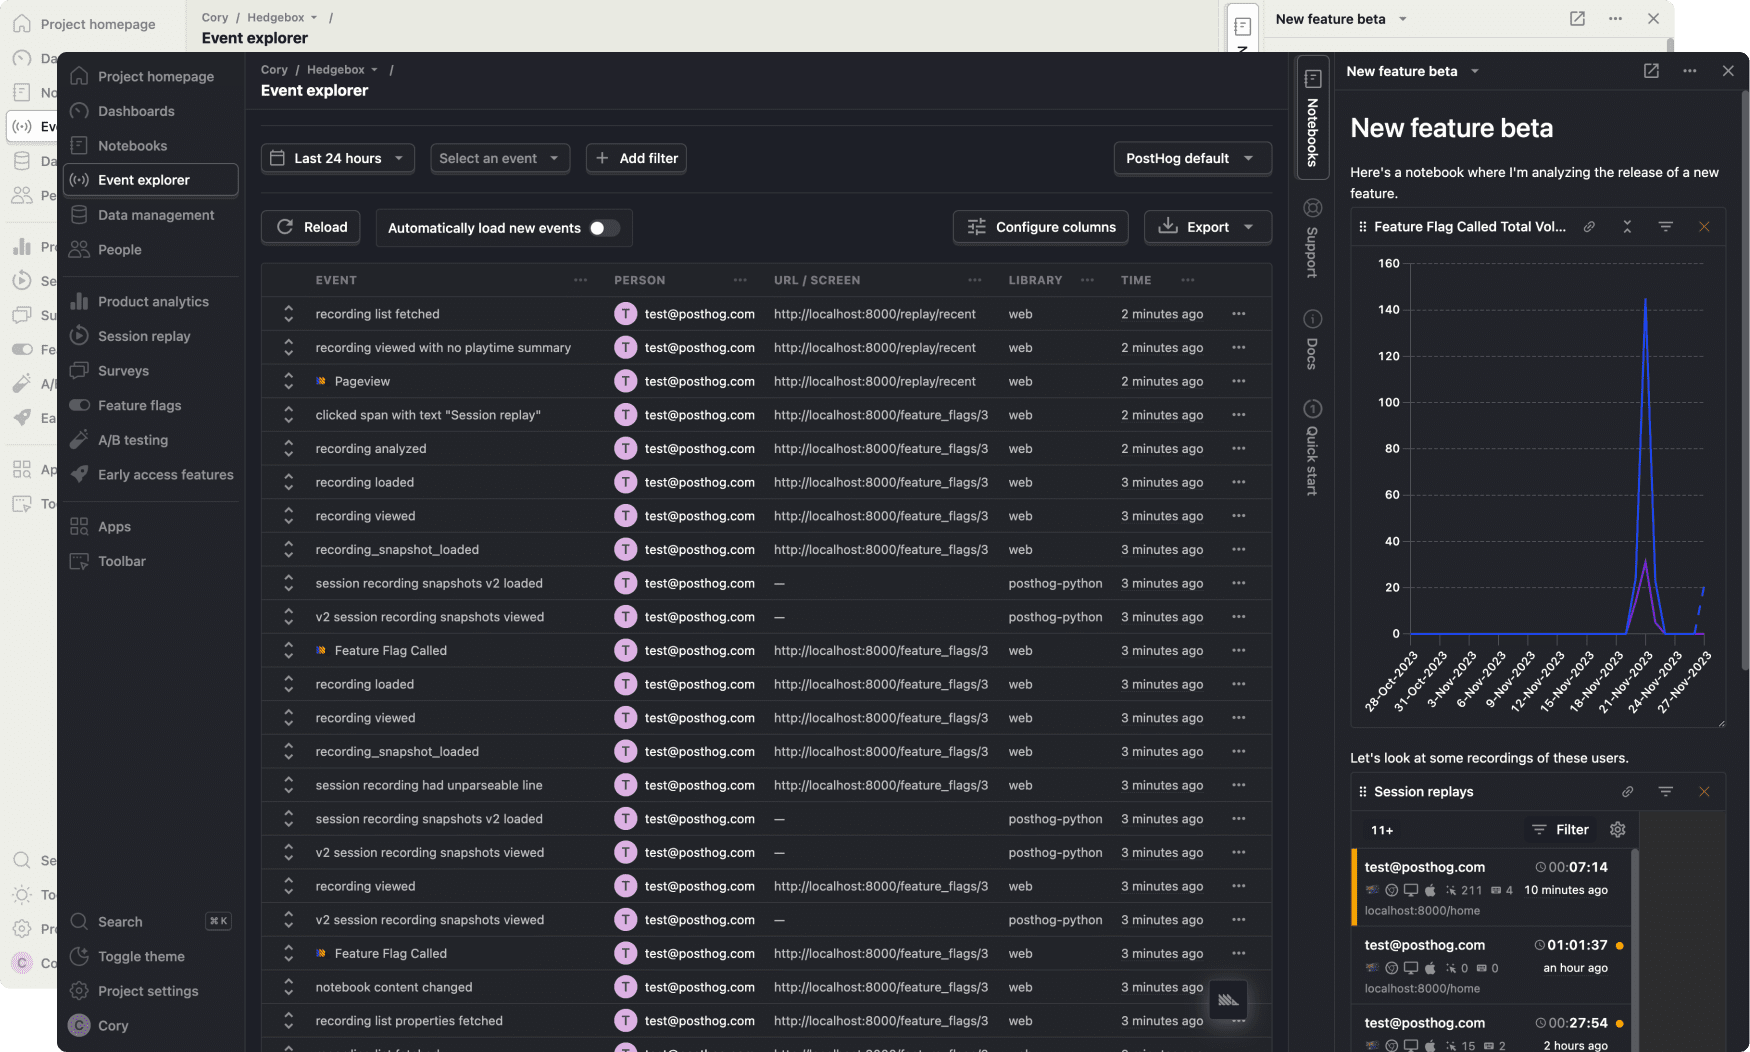 Project homepage
Cory / Hedgebox /
Event explorer
New feature beta
Da
No
Ev
Da
Pe
Pr
Se
Su
Fe
A/
Ea
Ap
To
Se
To
Pr
C Co
Project homepage
Dashboards
Notebooks
Event explorer
Data management
People
Product analytics
Session replay
Surveys
Feature flags
A/B testing
Early access features
Apps
Toolbar
Search ⌘K
Toggle theme
Project settings
C Cory
Cory / Hedgebox /
Event explorer
Last 24 hours Select an event + Add filter PostHog default
Reload Automatically load new events Configure columns Export
EVENT PERSON URL / SCREEN LIBRARY TIME
recording list fetched T test@posthog.com http://localhost:8000/replay/recent web 2 minutes ago
recording viewed with no playtime summary T test@posthog.com http://localhost:8000/replay/recent web 2 minutes ago
Pageview T test@posthog.com http://localhost:8000/replay/recent web 2 minutes ago
clicked span with text "Session replay" T test@posthog.com http://localhost:8000/feature_flags/3 web 2 minutes ago
recording analyzed T test@posthog.com http://localhost:8000/feature_flags/3 web 2 minutes ago
recording loaded T test@posthog.com http://localhost:8000/feature_flags/3 web 3 minutes ago
recording viewed T test@posthog.com http://localhost:8000/feature_flags/3 web 3 minutes ago
recording_snapshot_loaded T test@posthog.com http://localhost:8000/feature_flags/3 web 3 minutes ago
session recording snapshots v2 loaded T test@posthog.com — posthog-python 3 minutes ago
v2 session recording snapshots viewed T test@posthog.com — posthog-python 3 minutes ago
Feature Flag Called T test@posthog.com http://localhost:8000/feature_flags/3 web 3 minutes ago
recording loaded T test@posthog.com http://localhost:8000/feature_flags/3 web 3 minutes ago
recording viewed T test@posthog.com http://localhost:8000/feature_flags/3 web 3 minutes ago
recording_snapshot_loaded T test@posthog.com http://localhost:8000/feature_flags/3 web 3 minutes ago
session recording had unparseable line T test@posthog.com http://localhost:8000/feature_flags/3 web 3 minutes ago
session recording snapshots v2 loaded T test@posthog.com — posthog-python 3 minutes ago
v2 session recording snapshots viewed T test@posthog.com — posthog-python 3 minutes ago
recording viewed T test@posthog.com http://localhost:8000/feature_flags/3 web 3 minutes ago
v2 session recording snapshots viewed T test@posthog.com — posthog-python 3 minutes ago
Feature Flag Called T test@posthog.com http://localhost:8000/feature_flags/3 web 3 minutes ago
notebook content changed T test@posthog.com http://localhost:8000/feature_flags/3 web 3 minutes ago
recording list properties fetched T test@posthog.com http://localhost:8000/feature_flags/3 web 3 minutes ago
Notebooks
Support
Docs
Quick start
New feature beta
New feature beta
Here's a notebook where I'm analyzing the release of a new
feature.
Feature Flag Called Total Vol...
160
140
120
100
80
60
40
20
0
28-Oct-2023
31-Oct-2023
3-Nov-2023
6-Nov-2023
9-Nov-2023
12-Nov-2023
15-Nov-2023
18-Nov-2023
21-Nov-2023
24-Nov-2023
27-Nov-2023
Let's look at some recordings of these users.
Session replays
11+ Filter
test@posthog.com 00:07:14
211 4 10 minutes ago
localhost:8000/home
test@posthog.com 01:01:37
0 0 an hour ago
localhost:8000/home
test@posthog.com 00:27:54
15 2 2 hours ago